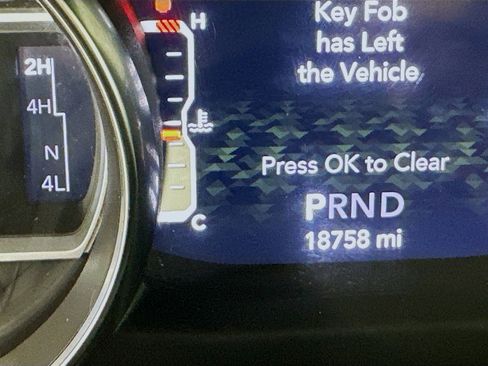 2H
4H
N
4L
H
C
Key Fob
has Left
the Vehicle
Press OK to Clear
PRND
18758 mi